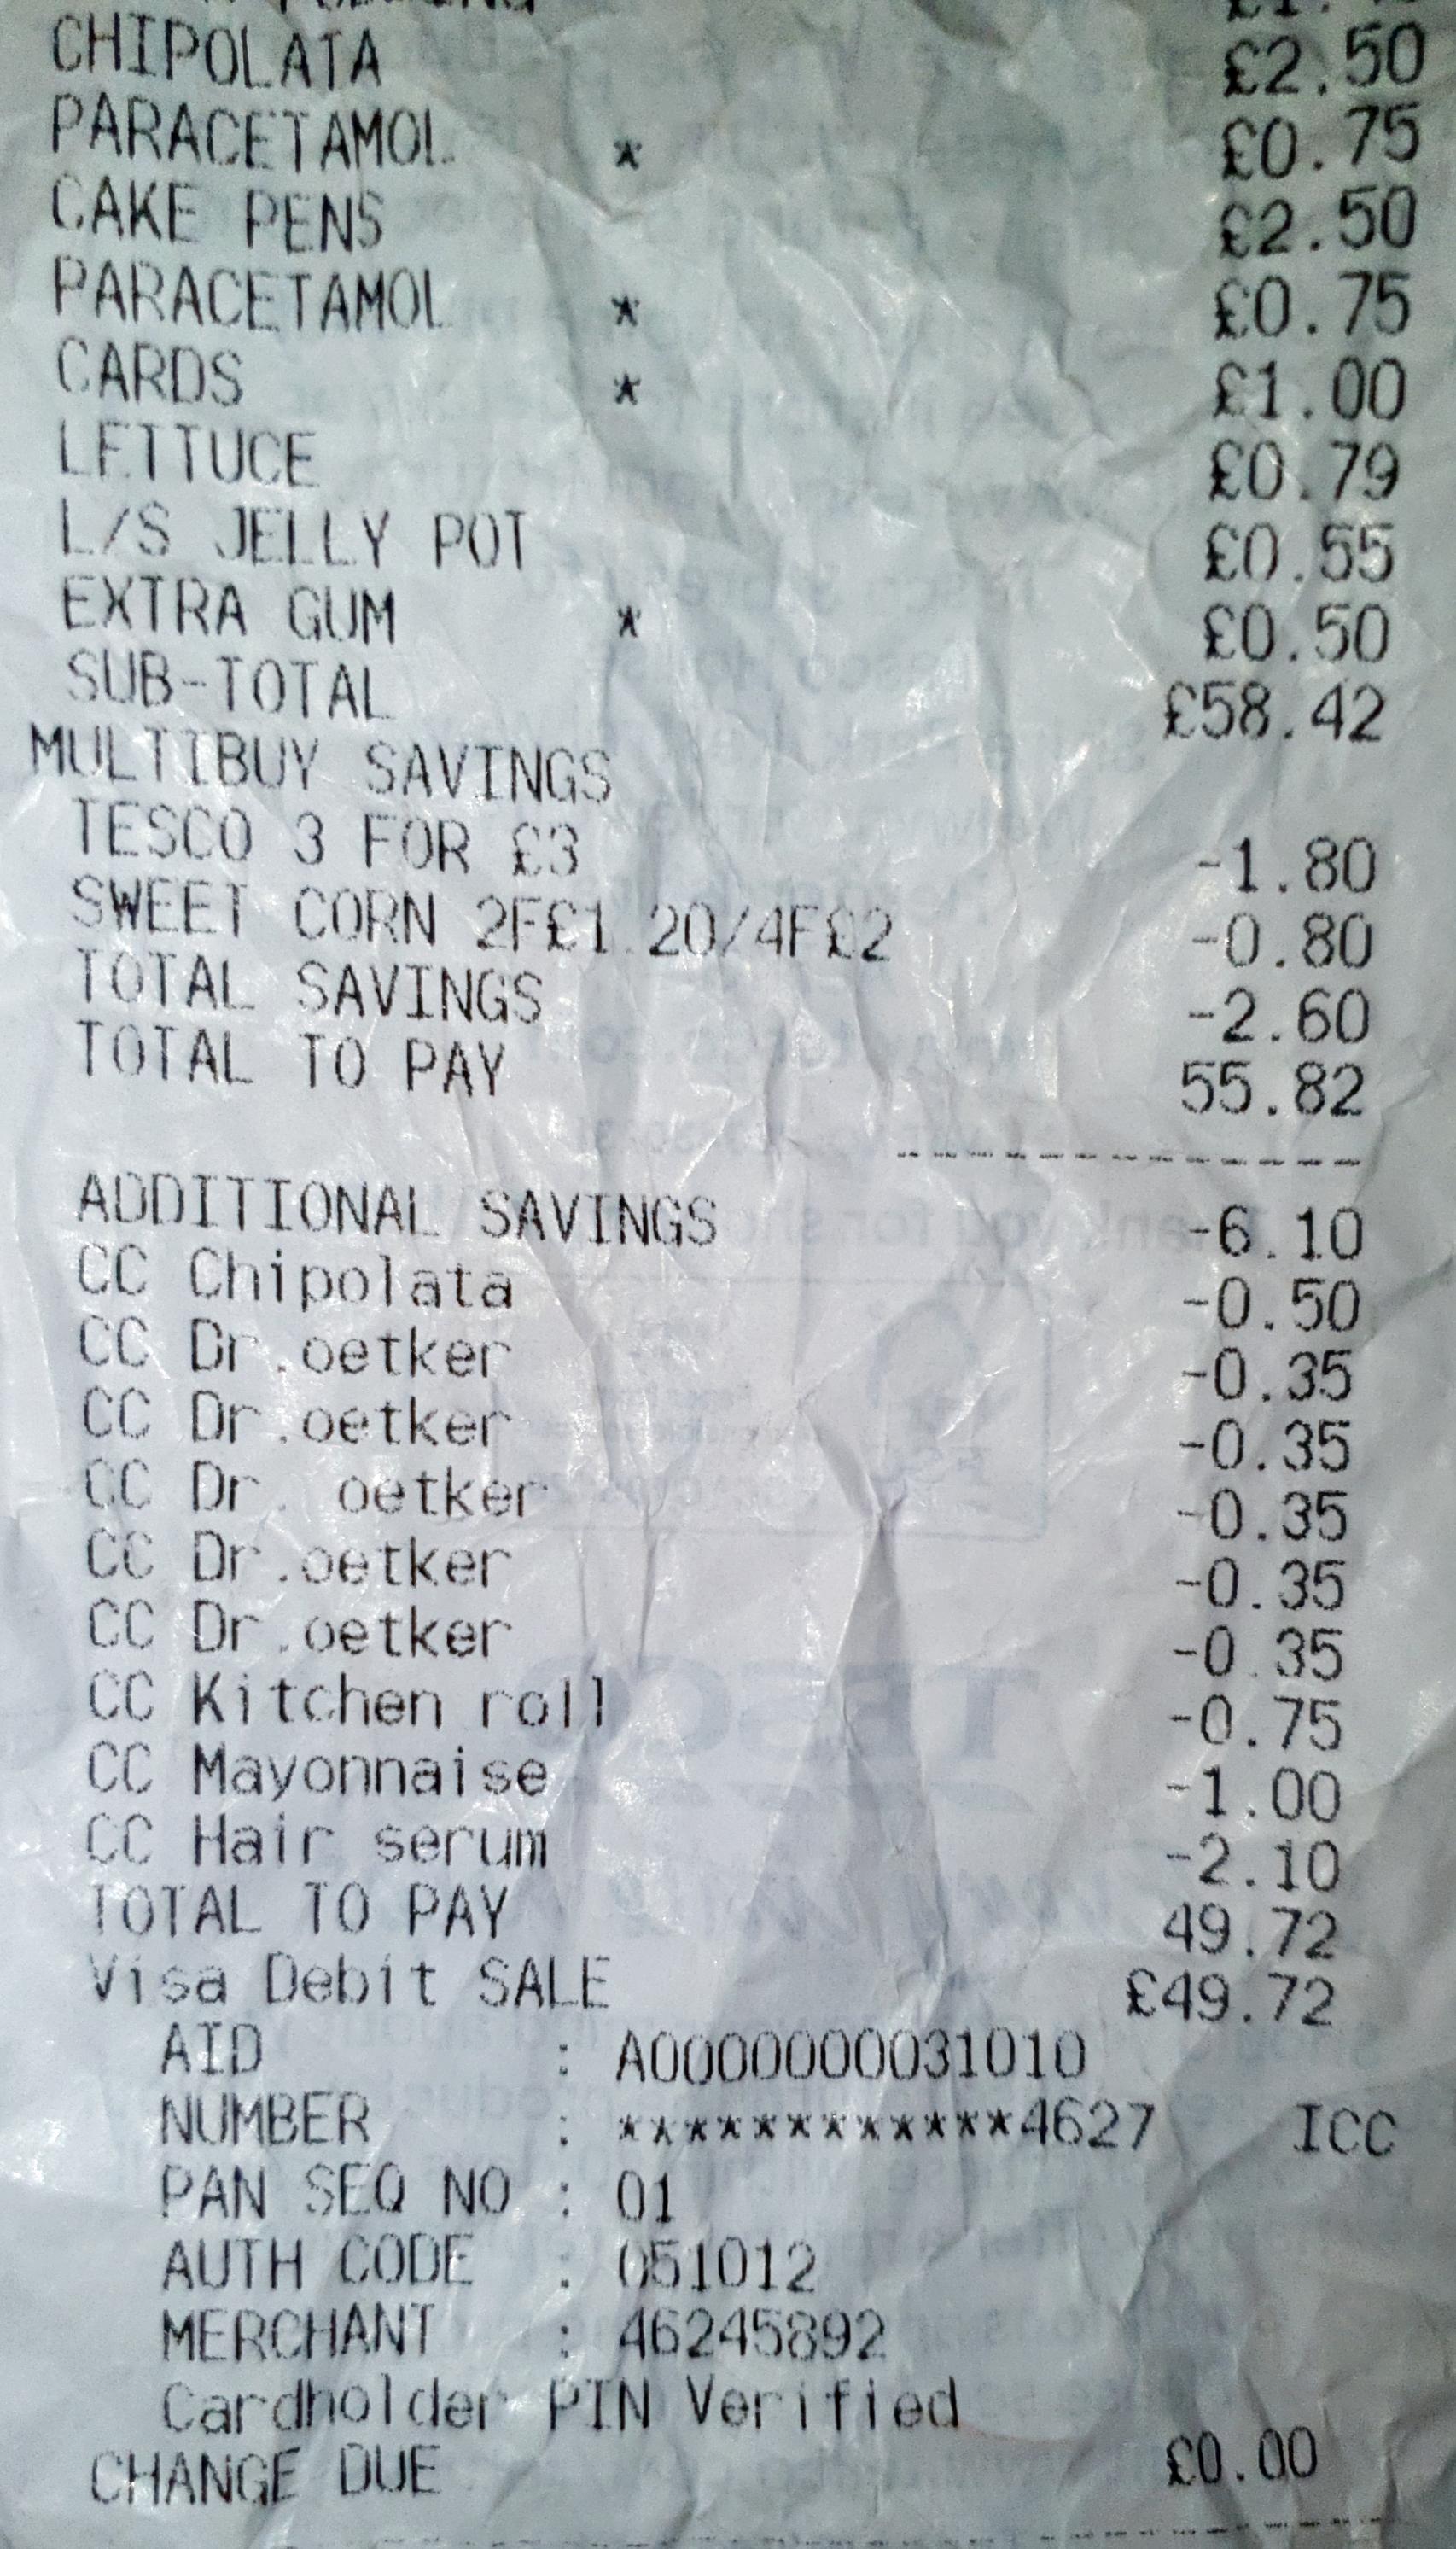 CHIPOLATA £2.50
PARACETAMOL * £0.75
CAKE PENS £2.50
PARACETAMOL * £0.75
CARDS * £1.00
LETTUCE £0.79
L/S JELLY POT £0.55
EXTRA GUM * £0.50
SUB-TOTAL £58.42
MULTIBUY SAVINGS
TESCO 3 FOR £3 -1.80
SWEET CORN 2F£1.20/4F£2 -0.80
TOTAL SAVINGS -2.60
TOTAL TO PAY 55.82
------------
ADDITIONAL SAVINGS -6.10
CC Chipolata -0.50
CC Dr.oetker -0.35
CC Dr.oetker -0.35
CC Dr. oetker -0.35
CC Dr.oetker -0.35
CC Dr.oetker -0.35
CC Kitchen roll -0.75
CC Mayonnaise -1.00
CC Hair serum -2.10
TOTAL TO PAY 49.72
Visa Debit SALE £49.72
AID : A0000000031010
NUMBER : ************4627 ICC
PAN SEQ NO : 01
AUTH CODE : 051012
MERCHANT : 46245892
Cardholder PIN Verified
CHANGE DUE £0.00